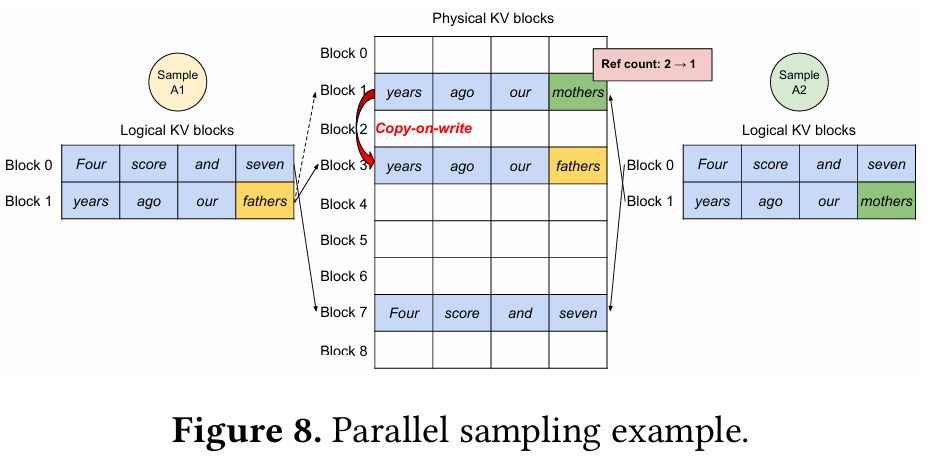 Physical KV blocks
Sample
A1
Logical KV blocks
Block 0 Four score and seven
Block 1 years ago our fathers
Block 0
Block 1 years ago our mothers
Ref count: 2 → 1
Block 2 Copy-on-write
Block 3 years ago our fathers
Block 4
Block 5
Block 6
Block 7 Four score and seven
Block 8
Sample
A2
Logical KV blocks
Block 0 Four score and seven
Block 1 years ago our mothers
Figure 8. Parallel sampling example.